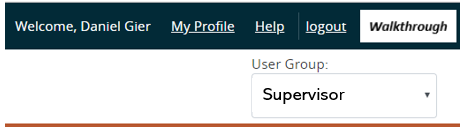 Welcome, Daniel Gier My Profile Help logout Walkthrough
User Group:
Supervisor